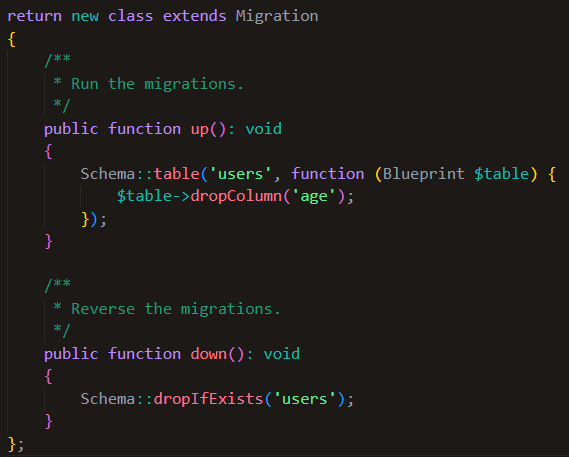 return new class extends Migration
{
    /**
     * Run the migrations.
     */
    public function up(): void
    {
        Schema::table('users', function (Blueprint $table) {
            $table->dropColumn('age');
        });
    }

    /**
     * Reverse the migrations.
     */
    public function down(): void
    {
        Schema::dropIfExists('users');
    }
};